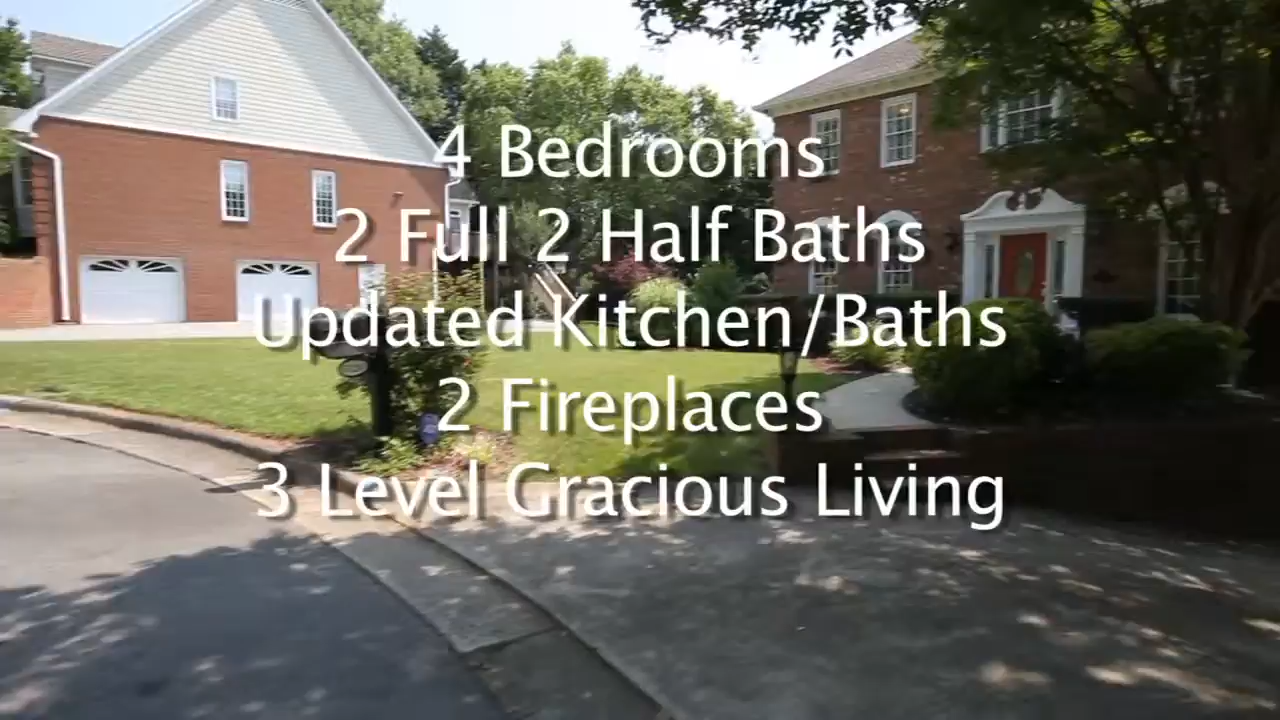 4 Bedrooms
2 Full 2 Half Baths
Updated Kitchen/Baths
2 Fireplaces
3 Level Gracious Living